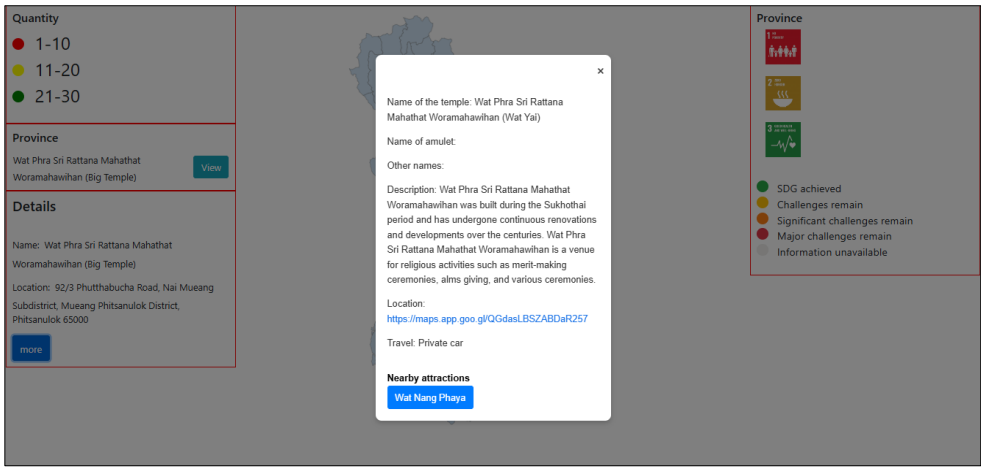 Quantity
1-10
11-20
21-30
Province
Wat Phra Sri Rattana Mahathat
Woramahawihan (Big Temple)
View
Details
Name: Wat Phra Sri Rattana Mahathat
Woramahawihan (Big Temple)
Location: 92/3 Phutthabucha Road, Nai Mueang
Subdistrict, Mueang Phitsanulok District,
Phitsanulok 65000
more
×
Name of the temple: Wat Phra Sri Rattana
Mahathat Woramahawihan (Wat Yai)
Name of amulet:
Other names:
Description: Wat Phra Sri Rattana Mahathat
Woramahawihan was built during the Sukhothai
period and has undergone continuous renovations
and developments over the centuries. Wat Phra
Sri Rattana Mahathat Woramahawihan is a venue
for religious activities such as merit-making
ceremonies, alms giving, and various ceremonies.
Location:
https://maps.app.goo.gl/QGdasLBSZABDaR257
Travel: Private car
Nearby attractions
Wat Nang Phaya
Province
1
2
3
SDG achieved
Challenges remain
Significant challenges remain
Major challenges remain
Information unavailable